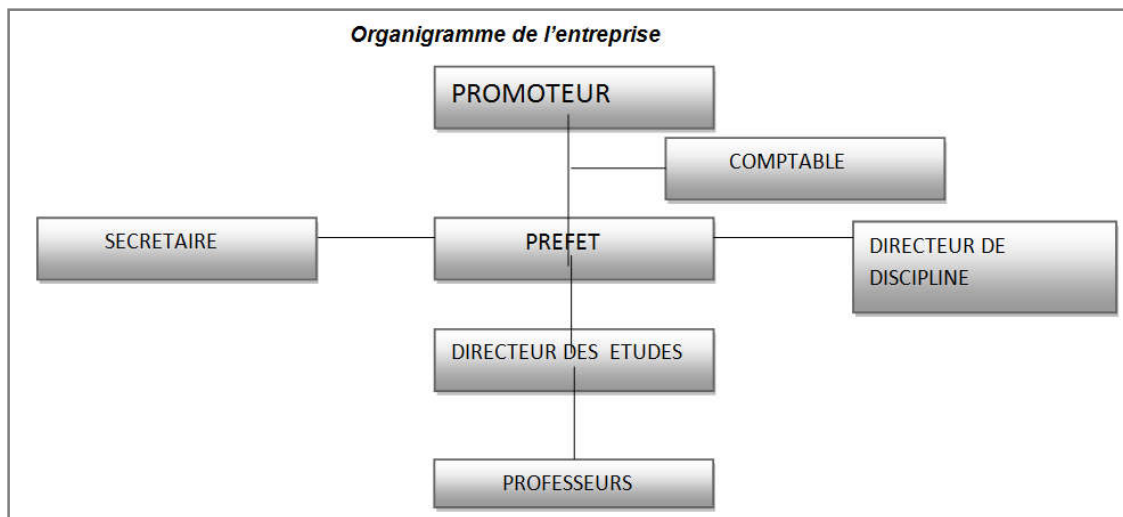 Organigramme de l’entreprise
PROMOTEUR
COMPTABLE
SECRETAIRE
PREFET
DIRECTEUR DE
DISCIPLINE
DIRECTEUR DES ETUDES
PROFESSEURS